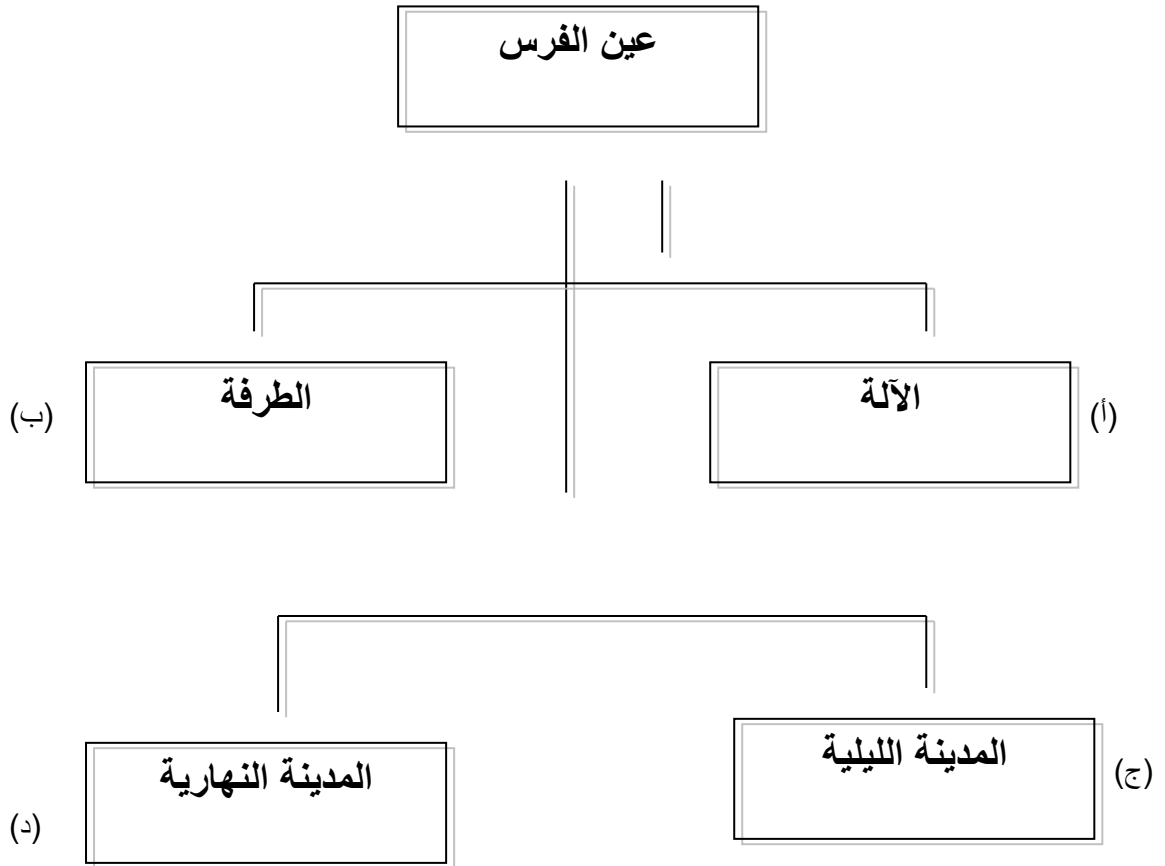 عين الفرس
(أ) الآلة
الطرفة (ب)
(ج) المدينة الليلية
المدينة النهارية (د)